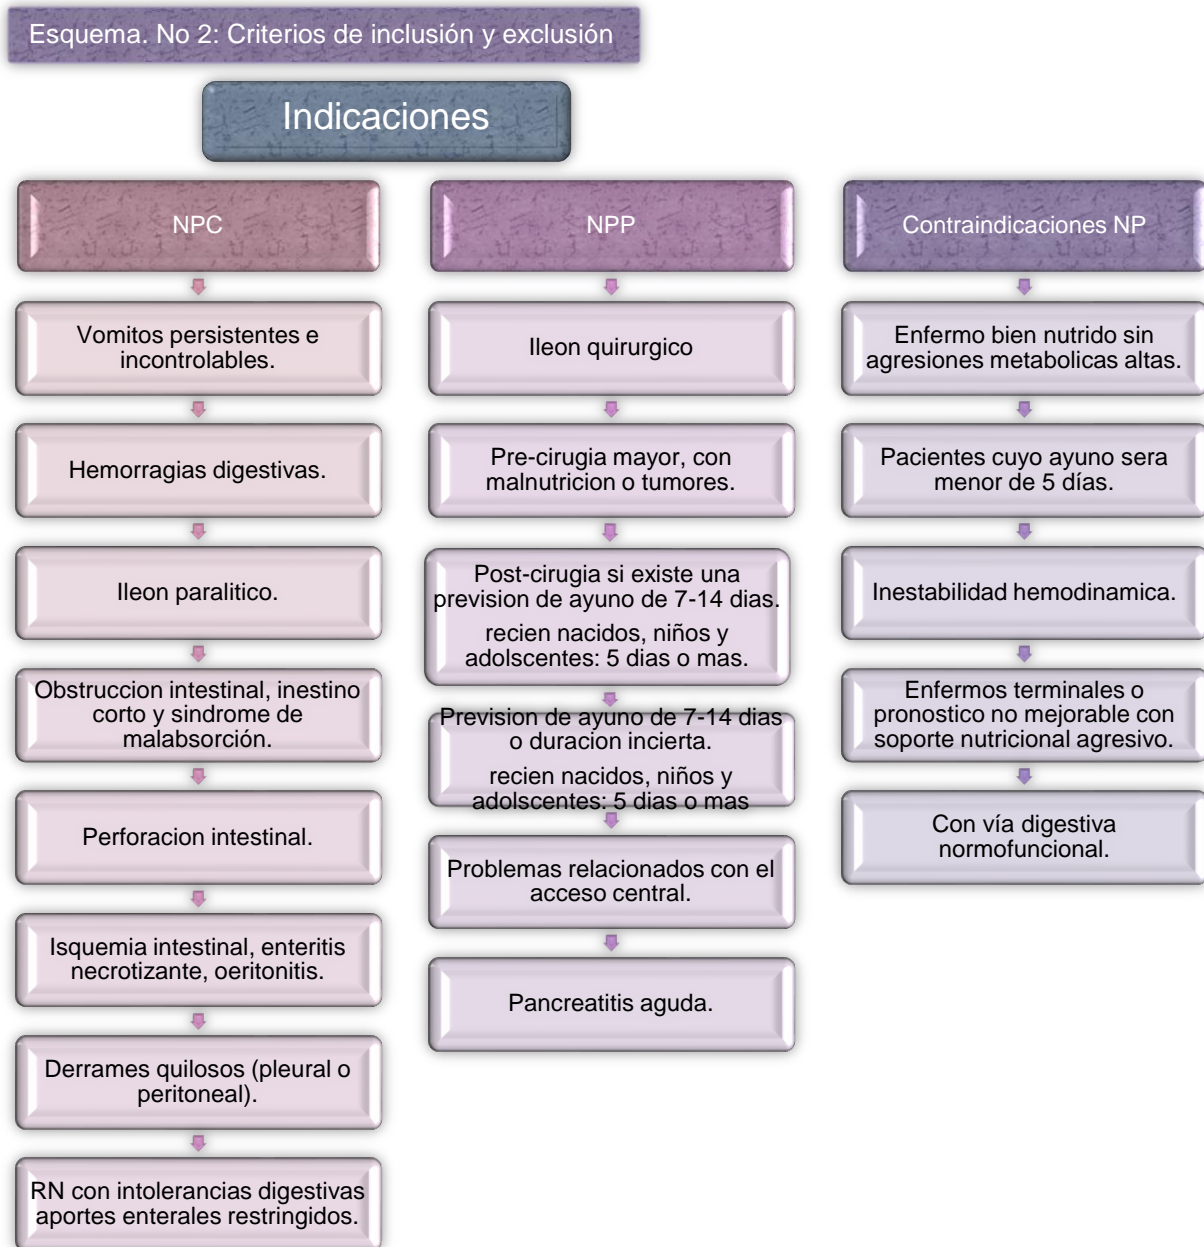 Esquema. No 2: Criterios de inclusión y exclusión
Indicaciones
NPC
Vomitos persistentes e
incontrolables.
Hemorragias digestivas.
Ileon paralitico.
Obstruccion intestinal, inestino
corto y sindrome de
malabsorción.
Perforacion intestinal.
Isquemia intestinal, enteritis
necrotizante, oeritonitis.
Derrames quilosos (pleural o
peritoneal).
RN con intolerancias digestivas
aportes enterales restringidos.
NPP
Ileon quirurgico
Pre-cirugia mayor, con
malnutricion o tumores.
Post-cirugia si existe una
prevision de ayuno de 7-14 dias.
recien nacidos, niños y
adolscentes: 5 dias o mas.
Prevision de ayuno de 7-14 dias
o duracion incierta.
recien nacidos, niños y
adolscentes: 5 dias o mas
Problemas relacionados con el
acceso central.
Pancreatitis aguda.
Contraindicaciones NP
Enfermo bien nutrido sin
agresiones metabolicas altas.
Pacientes cuyo ayuno sera
menor de 5 días.
Inestabilidad hemodinamica.
Enfermos terminales o
pronostico no mejorable con
soporte nutricional agresivo.
Con vía digestiva
normofuncional.